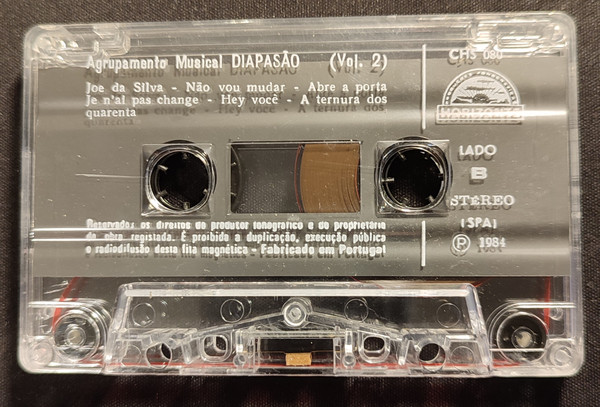 Agrupamento Musical DIAPASÃO (Vol. 2)
CHS 080
Joe da Silva - Não vou mudar - Abre a porta
Je n'al pas change - Hey você - A ternura dos
quarenta
LADO
B
STÉREO
(SPA)
Ⓟ 1984
Reservados os direitos do produtor fonográfico e do proprietário
da obra registada. É proibida a duplicação, execução pública
e radiodifusão desta fita magnética - Fabricado em Portugal